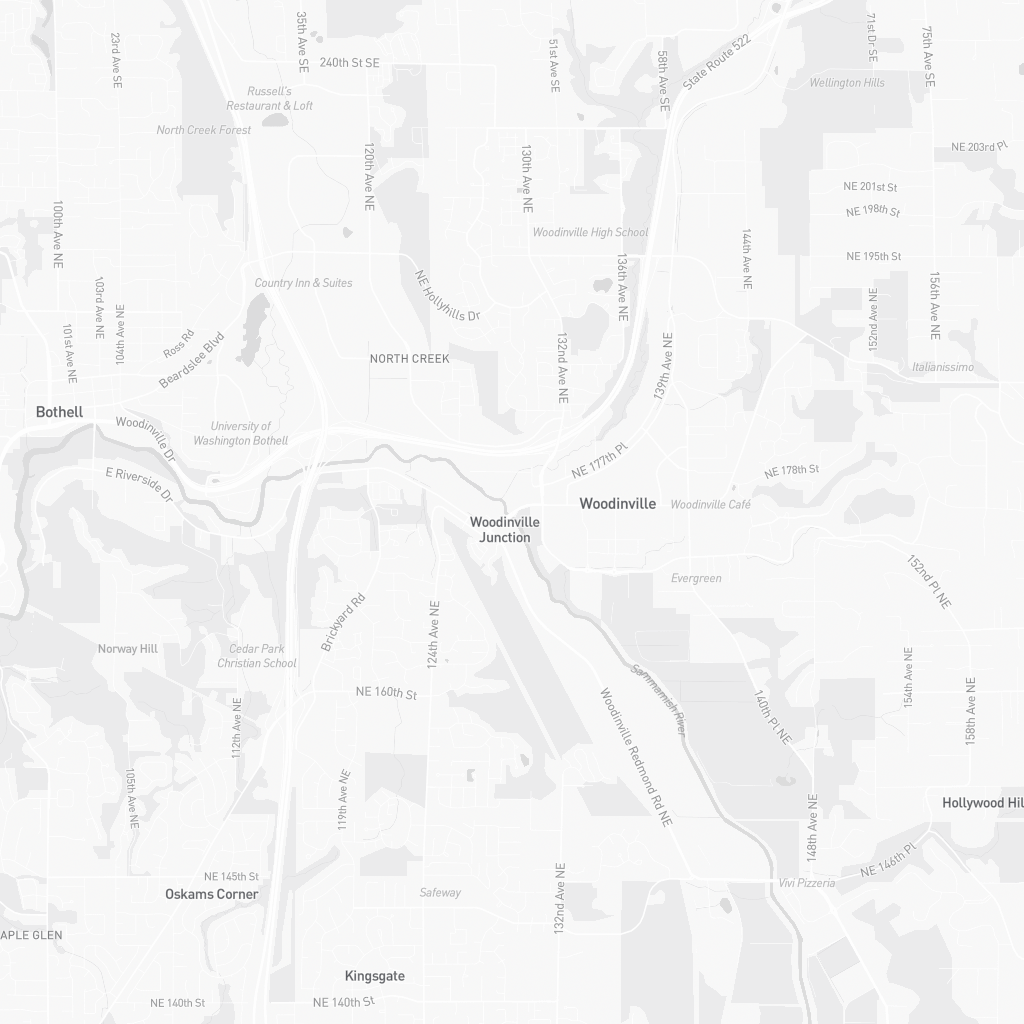 23rd Ave SE
35th Ave SE
240th St SE
51st Ave SE
58th Ave SE
State Route 522
71st Dr SE
75th Ave SE
Wellington Hills
Russell's
Restaurant & Loft
North Creek Forest
120th Ave NE
130th Ave NE
NE 203rd Pl
NE 201st St
NE 198th St
100th Ave NE
Woodinville High School
144th Ave NE
NE 195th St
Country Inn & Suites
NE Hollyhills Dr
136th Ave NE
103rd Ave NE
104th Ave NE
101st Ave NE
Ross Rd
Beardslee Blvd
NORTH CREEK
132nd Ave NE
139th Ave NE
152nd Ave NE
156th Ave NE
Italianissimo
Bothell
Woodinville Dr
University of
Washington Bothell
NE 177th Pl
NE 178th St
E Riverside Dr
Woodinville
Woodinville Café
Woodinville
Junction
Evergreen
152nd Pl NE
Brickyard Rd
124th Ave NE
Norway Hill
Cedar Park
Christian School
Sammamish River
154th Ave NE
158th Ave NE
NE 160th St
112th Ave NE
140th Pl NE
Woodinville Redmond Rd NE
105th Ave NE
119th Ave NE
Hollywood Hil
148th Ave NE
NE 146th Pl
NE 145th St
Oskams Corner
Safeway
132nd Ave NE
Vivi Pizzeria
APLE GLEN
Kingsgate
NE 140th St
NE 140th St